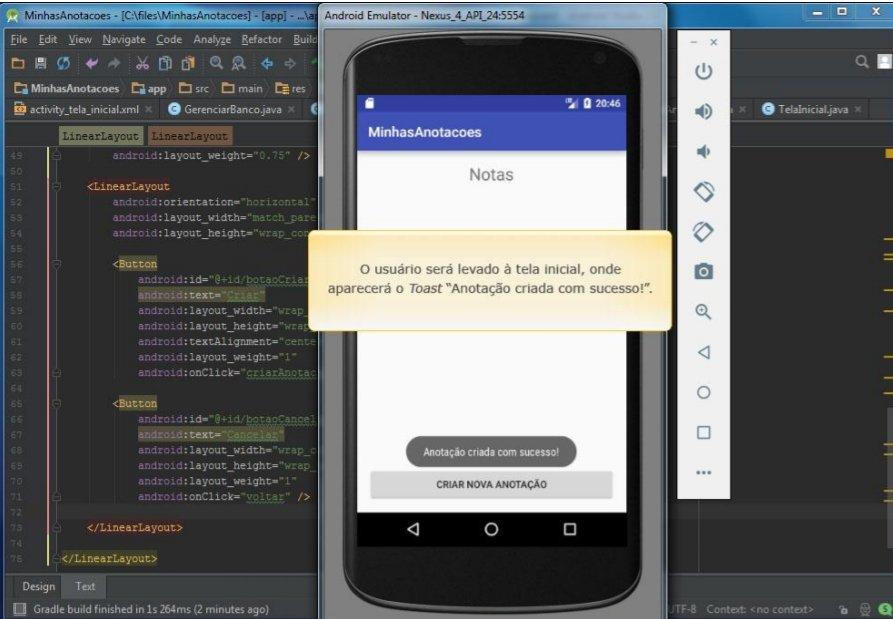 MinhasAnotacoes - [C:\files\MinhasAnotacoes] - [app] - ...\a
Android Emulator - Nexus_4_API_24:5554
File Edit View Navigate Code Analyze Refactor Build
MinhasAnotacoes app src main res
activity_tela_inicial.xml GerenciarBanco.java TelaInicial.java
LinearLayout LinearLayout
49 android:layout_weight="0.75" />
50
51 <LinearLayout
52 android:orientation="horizontal"
53 android:layout_width="match_pare
54 android:layout_height="wrap_con
55
56 <Button
57 android:id="@+id/botaoCriar
58 android:text="Criar"
59 android:layout_width="wrap_
60 android:layout_height="wrap
61 android:textAlignment="cente
62 android:layout_weight="1"
63 android:onClick="criarAnotac
64
65 <Button
66 android:id="@+id/botaoCancel
67 android:text="Cancelar"
68 android:layout_width="wrap_c
69 android:layout_height="wrap_
70 android:layout_weight="1"
71 android:onClick="voltar" />
72
73 </LinearLayout>
74
75 </LinearLayout>
20:46
MinhasAnotacoes
Notas
O usuário será levado à tela inicial, onde
aparecerá o Toast “Anotação criada com sucesso!”.
Anotação criada com sucesso!
CRIAR NOVA ANOTAÇÃO
Design Text
Gradle build finished in 1s 264ms (2 minutes ago)
UTF-8 Context: <no context>